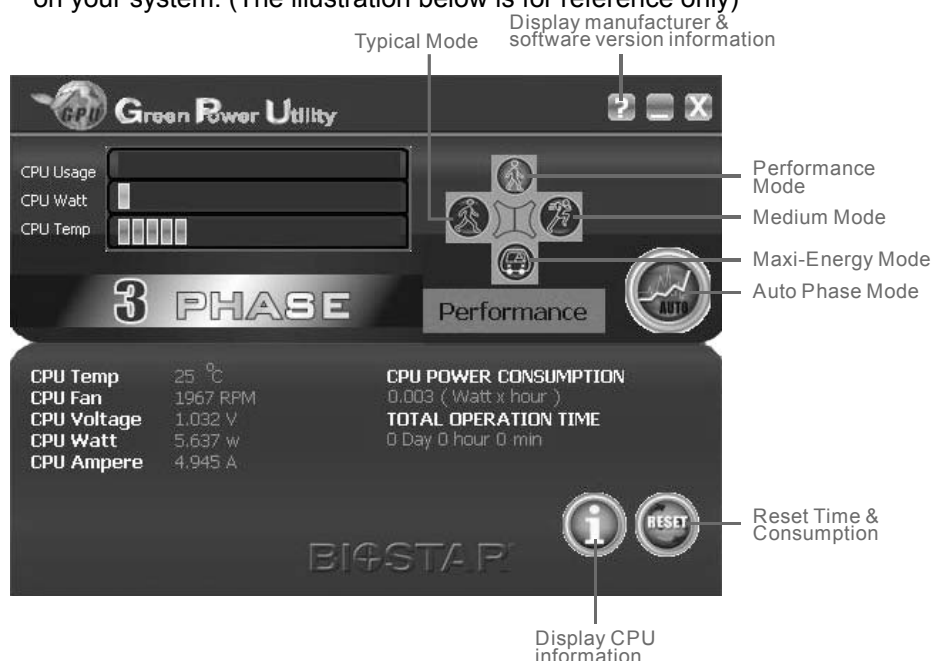 on your system. (The illustration below is for reference only)
Display manufacturer &
software version information
Typical Mode
GPU
Green Power Utility
?
X
CPU Usage
CPU Watt
CPU Temp
Performance
Mode
Medium Mode
Maxi-Energy Mode
Auto Phase Mode
AUTO
3 PHASE
Performance
CPU Temp 25 °C
CPU Fan 1967 RPM
CPU Voltage 1.032 V
CPU Watt 5.637 w
CPU Ampere 4.945 A
CPU POWER CONSUMPTION
0.003 ( Watt x hour )
TOTAL OPERATION TIME
0 Day 0 hour 0 min
i
RESET
Reset Time &
Consumption
BIOSTAR
Display CPU
information